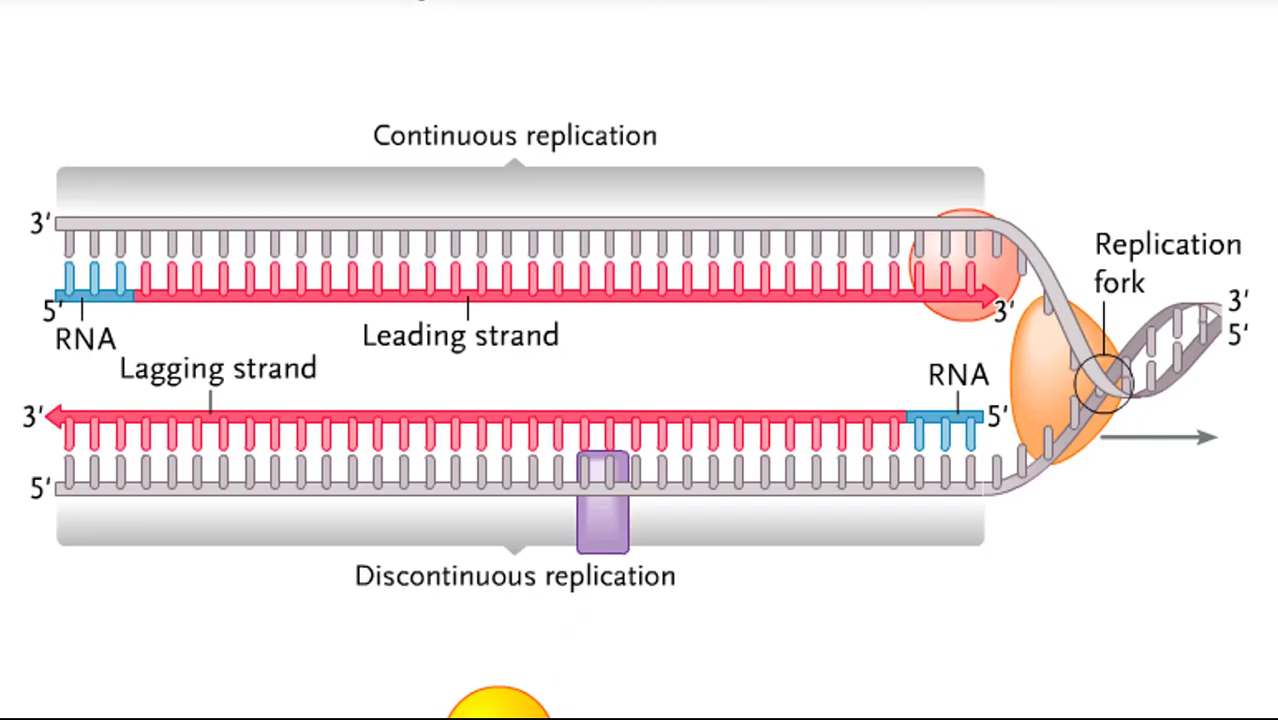 Continuous replication
3′
Replication
fork
5′
RNA
Leading strand
3′
3′
5′
Lagging strand
RNA
3′
5′
5′
Discontinuous replication